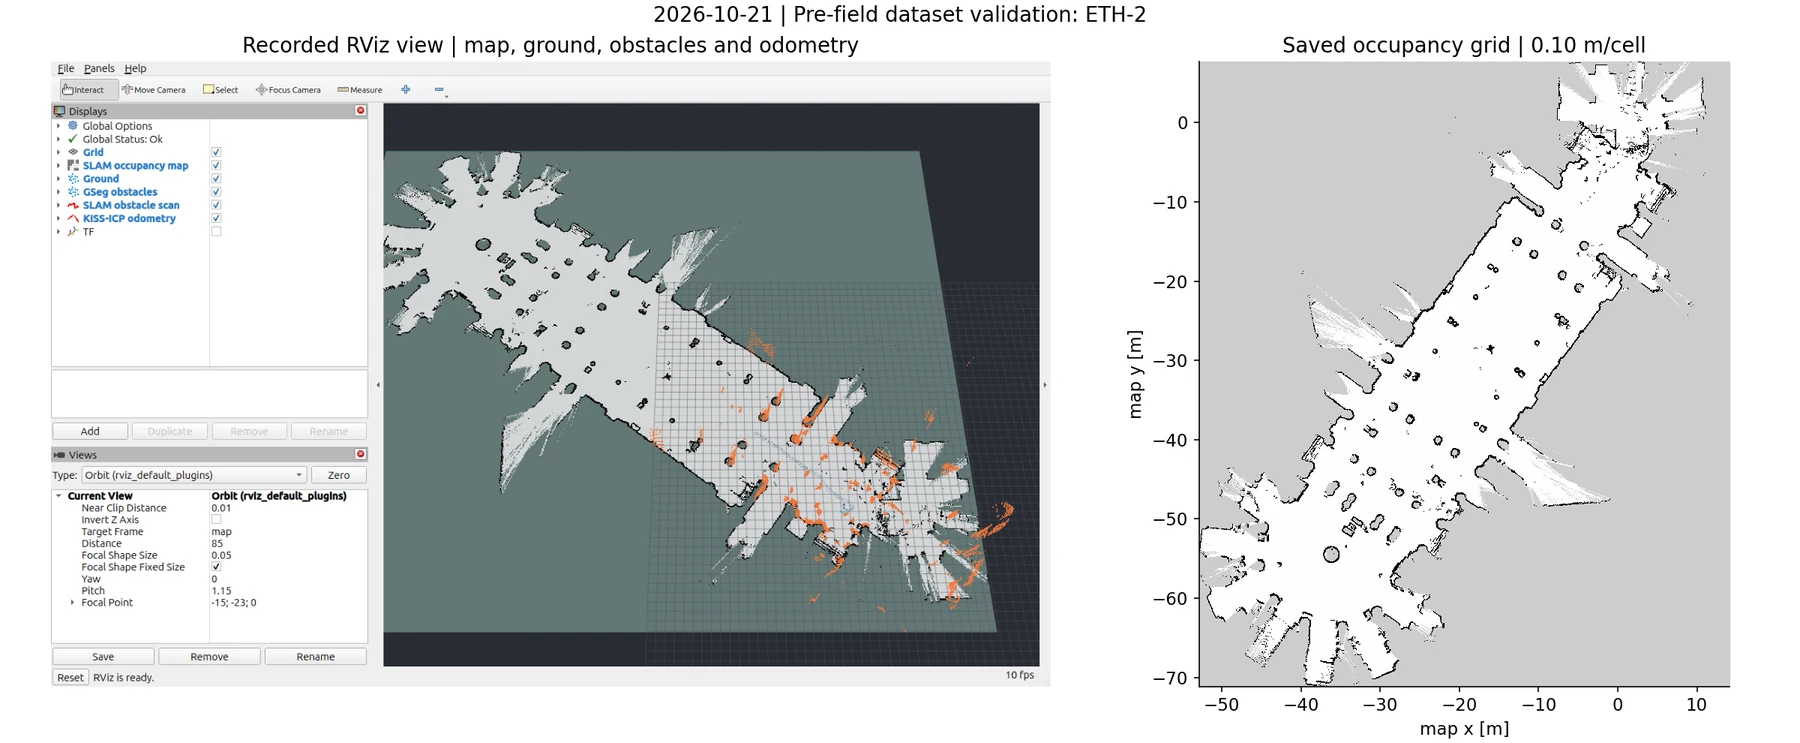 2026-10-21 | Pre-field dataset validation: ETH-2
Recorded RViz view | map, ground, obstacles and odometry
File Panels Help
Interact Move Camera Select Focus Camera Measure
Displays
Global Options
Global Status: Ok
Grid
SLAM occupancy map
Ground
GSeg obstacles
SLAM obstacle scan
KISS-ICP odometry
TF
Add Duplicate Remove Rename
Views
Type: Orbit (rviz_default_plugins) Zero
Current View Orbit (rviz_default_plugins)
Near Clip Distance 0.01
Invert Z Axis
Target Frame map
Distance 85
Focal Shape Size 0.05
Focal Shape Fixed Size
Yaw 0
Pitch 1.15
Focal Point -15; -23; 0
Save Remove Rename
Reset RViz is ready. 10 fps
Saved occupancy grid | 0.10 m/cell
map y [m]
0
−10
−20
−30
−40
−50
−60
−70
−50 −40 −30 −20 −10 0 10
map x [m]